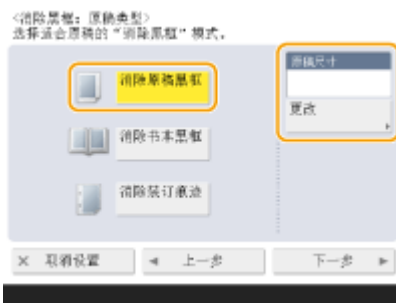 <消除黑框：原稿类型>
选择适合原稿的“消除黑框”模式。
原稿尺寸
消除原稿黑框
更改
消除书本黑框
消除装订痕迹
× 取消设置 ◀ 上一步 下一步 ▶